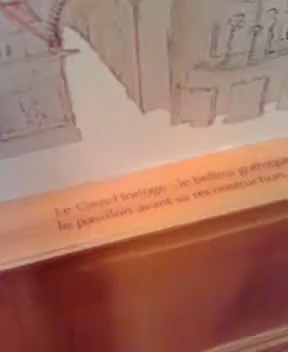 Le Gros-Horloge : le beffroi gothique
le pavillon avant sa reconstruction.